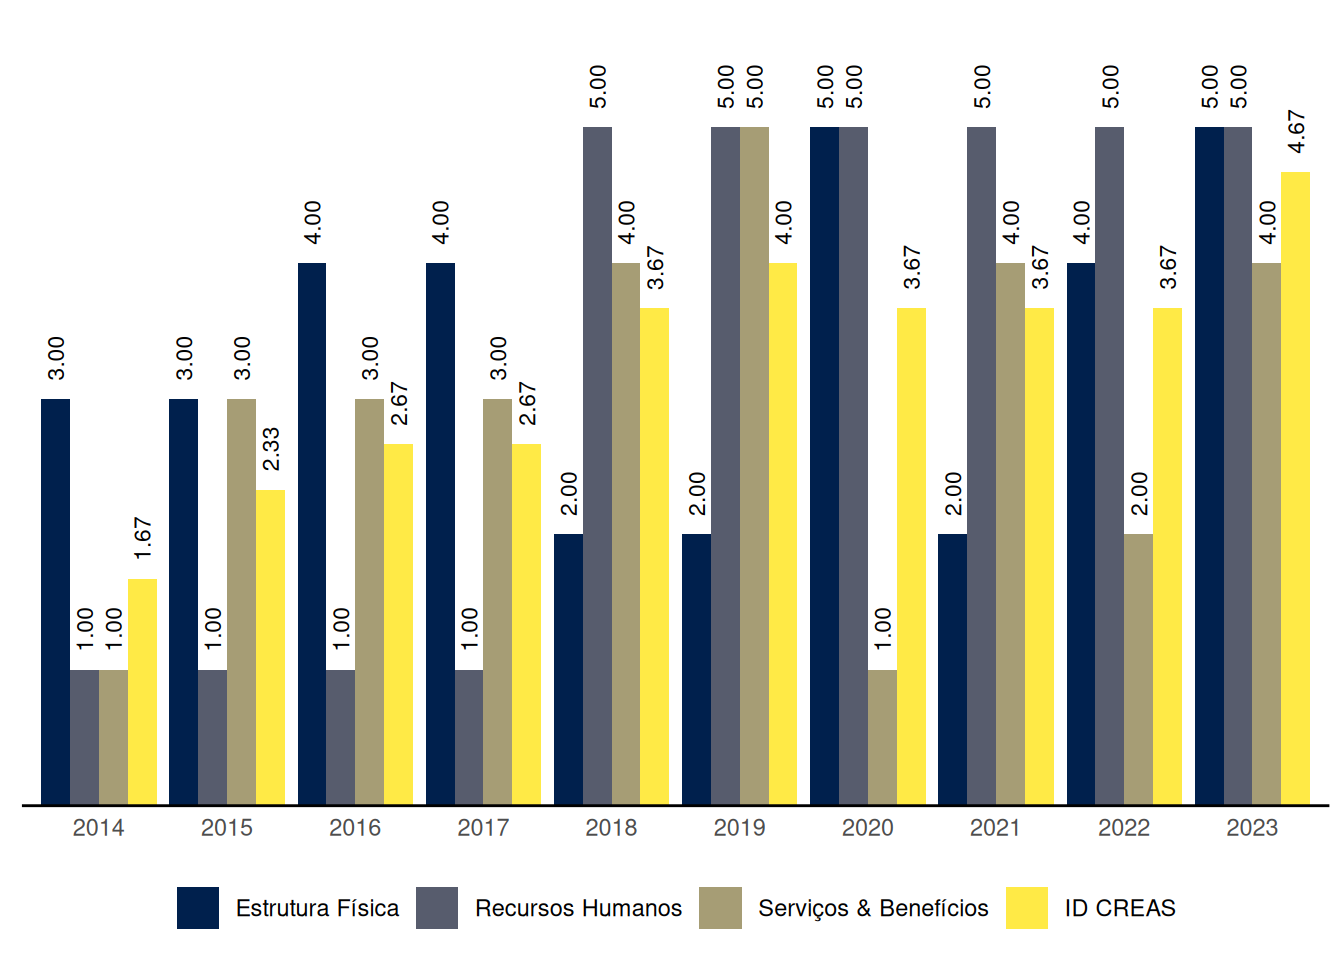 3.00 1.00 1.00 1.67 3.00 1.00 3.00 2.33 4.00 1.00 3.00 2.67 4.00 1.00 3.00 2.67 2.00 5.00 4.00 3.67 2.00 5.00 5.00 4.00 5.00 5.00 1.00 3.67 2.00 5.00 4.00 3.67 4.00 5.00 2.00 3.67 5.00 5.00 4.00 4.67
2014 2015 2016 2017 2018 2019 2020 2021 2022 2023
Estrutura Física Recursos Humanos Serviços & Benefícios ID CREAS